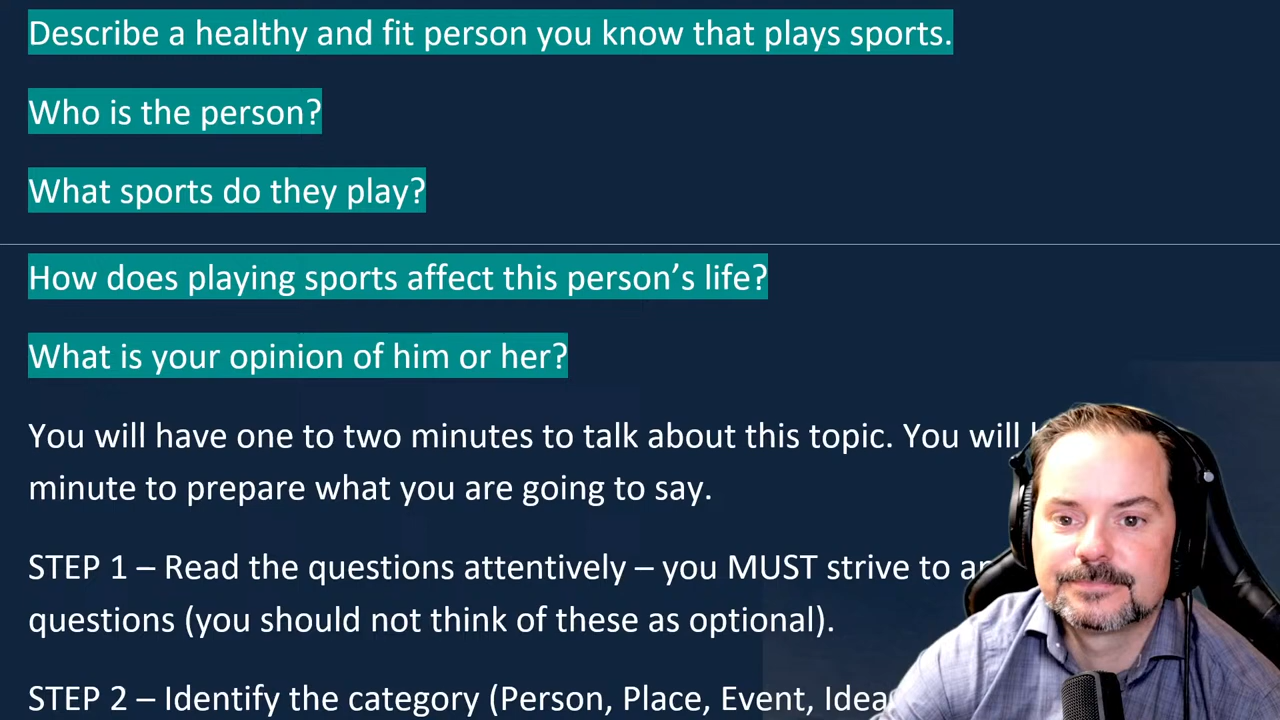 Describe a healthy and fit person you know that plays sports.
Who is the person?
What sports do they play?
How does playing sports affect this person’s life?
What is your opinion of him or her?
You will have one to two minutes to talk about this topic. You will
minute to prepare what you are going to say.
STEP 1 – Read the questions attentively – you MUST strive to
questions (you should not think of these as optional).
STEP 2 – Identify the category (Person, Place, Event,